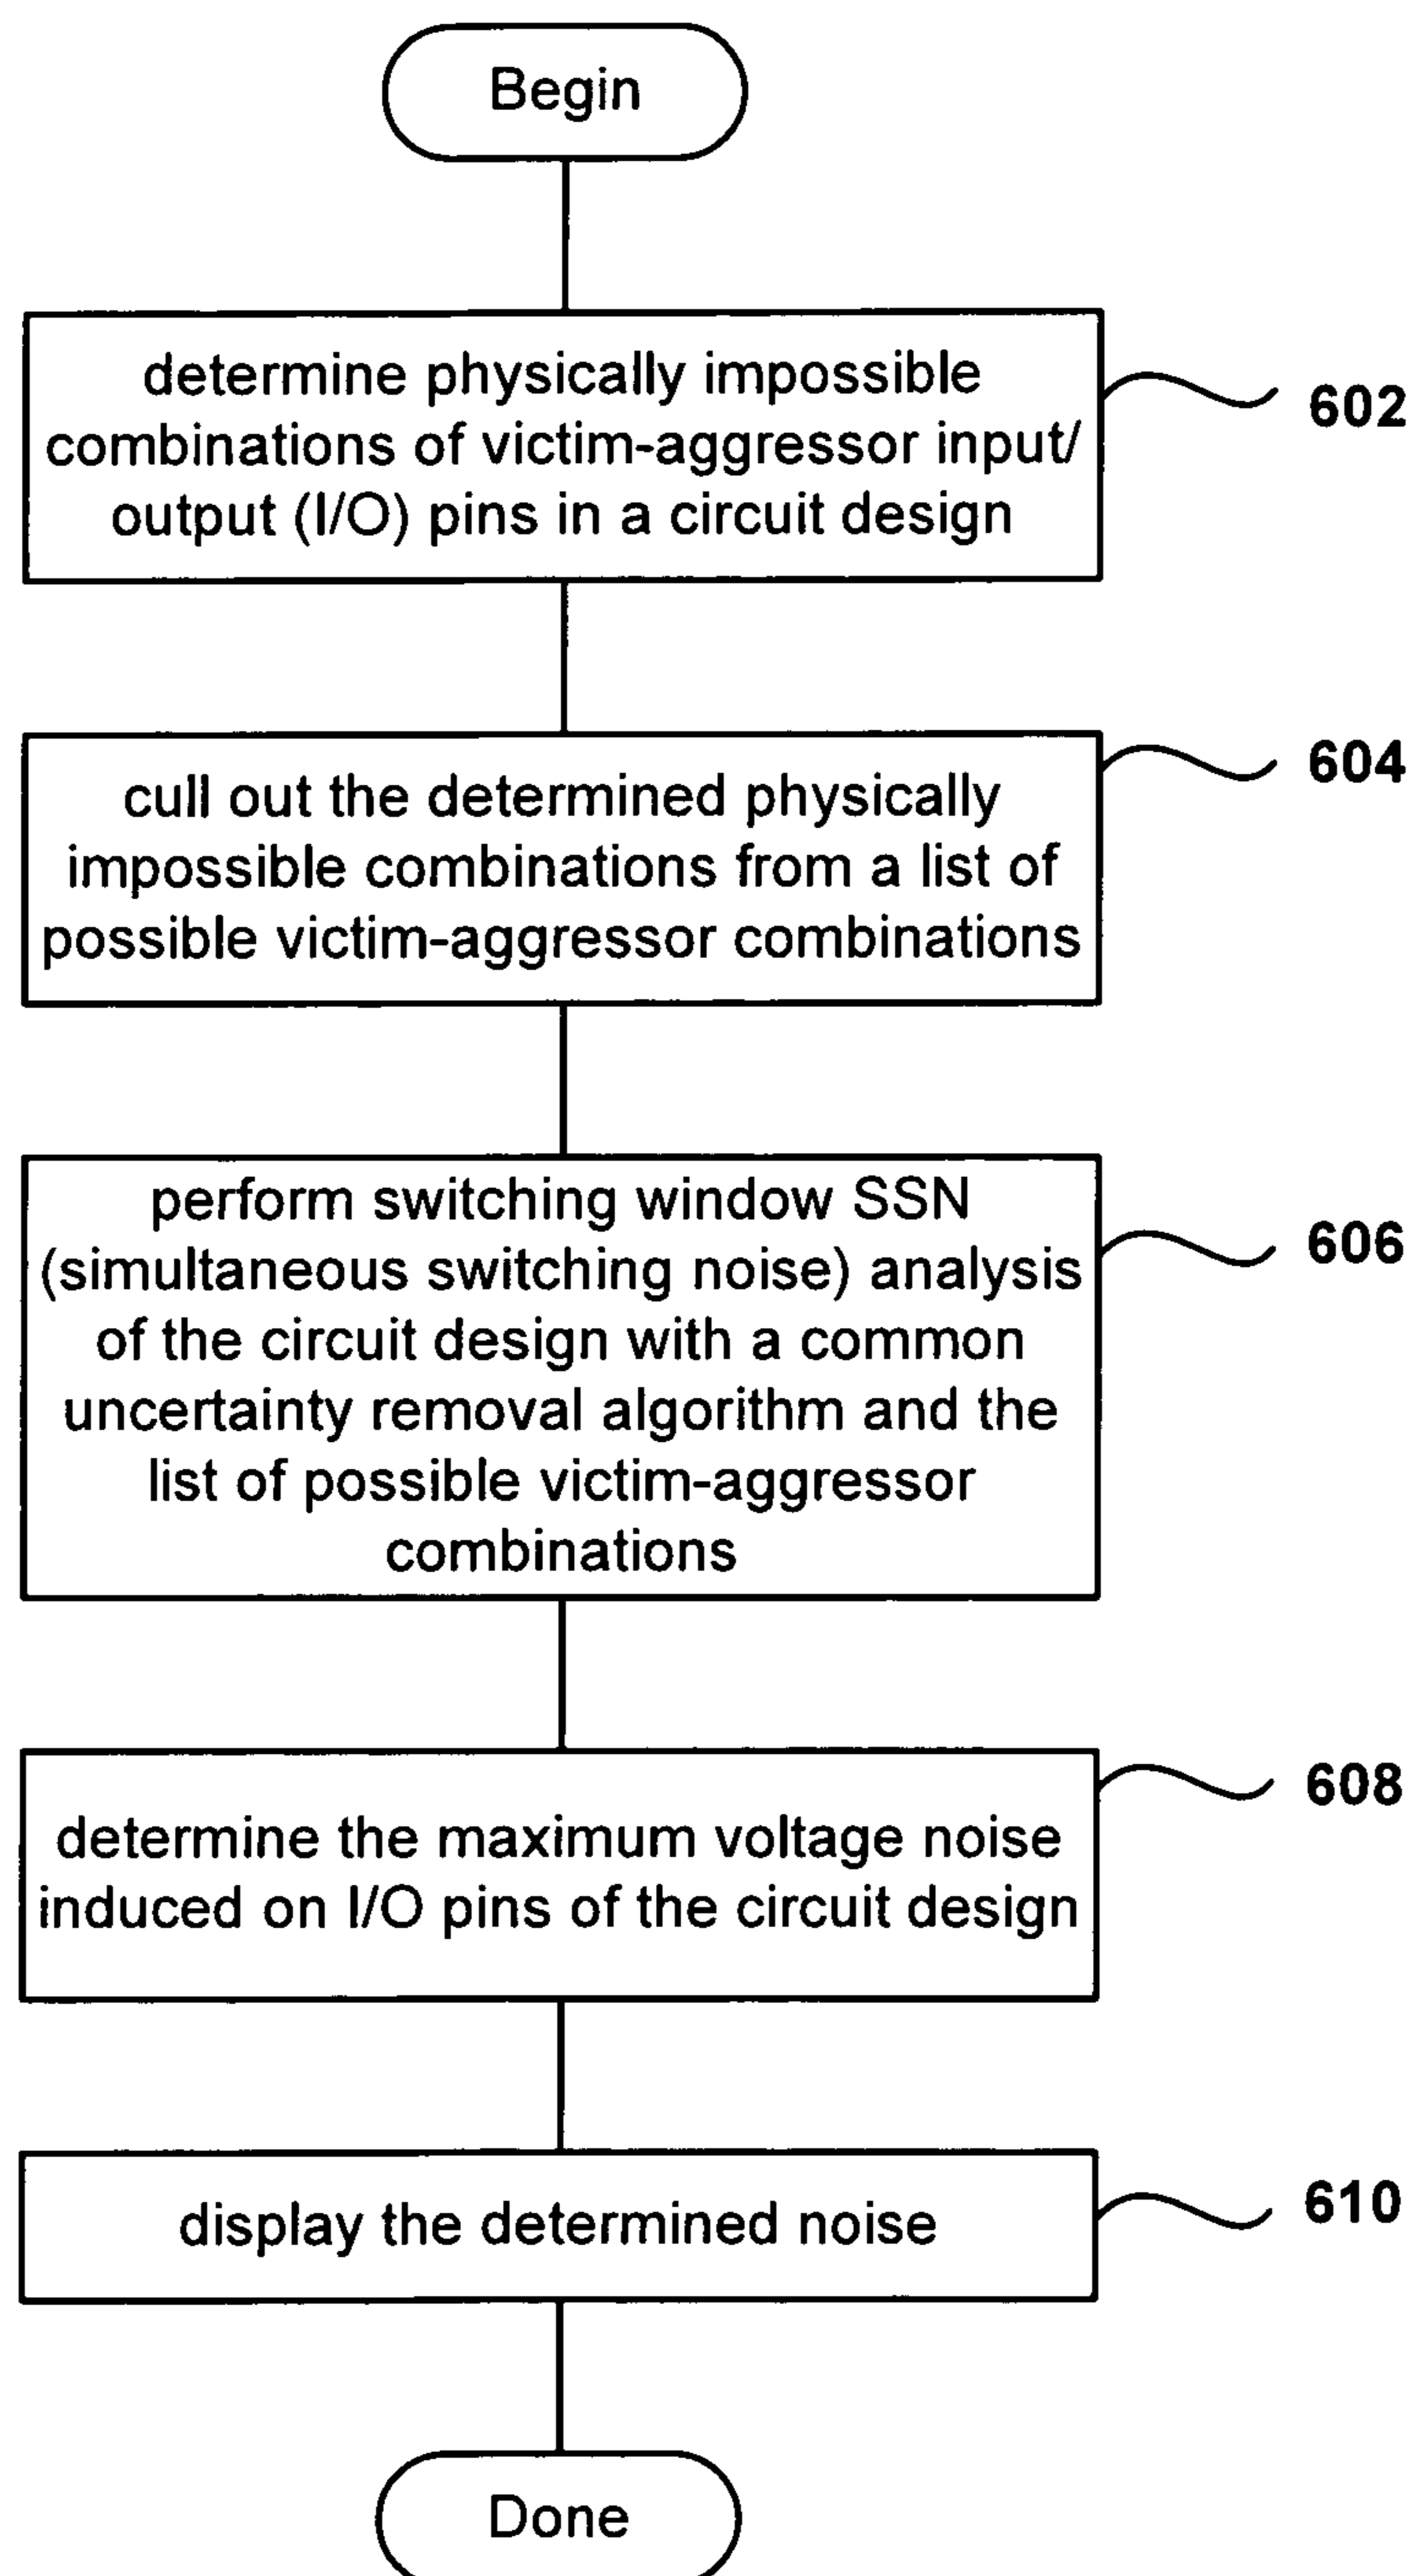 Begin
determine physically impossible
combinations of victim-aggressor input/
output (I/O) pins in a circuit design
602
cull out the determined physically
impossible combinations from a list of
possible victim-aggressor combinations
604
perform switching window SSN
(simultaneous switching noise) analysis
of the circuit design with a common
uncertainty removal algorithm and the
list of possible victim-aggressor
combinations
606
determine the maximum voltage noise
induced on I/O pins of the circuit design
608
display the determined noise
610
Done